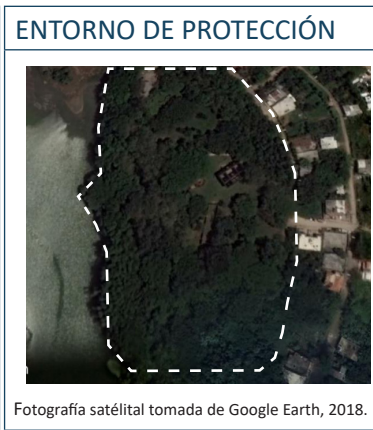 ENTORNO DE PROTECCIÓN
Fotografía satélital tomada de Google Earth, 2018.